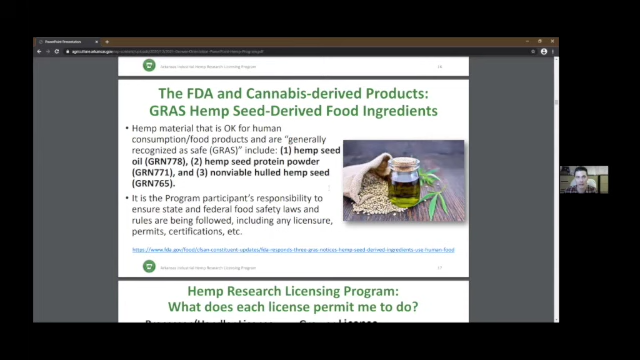 PowerPoint Presentation
Arkansas Industrial Hemp Research Licensing Program
16
The FDA and Cannabis-derived Products:
GRAS Hemp Seed-Derived Food Ingredients
Hemp material that is OK for human
consumption/food products and are "generally
recognized as safe (GRAS)" include: (1) hemp seed
oil (GRN778), (2) hemp seed protein powder
(GRN771), and (3) nonviable hulled hemp seed
(GRN765).
It is the Program participant's responsibility to
ensure state and federal food safety laws and
rules are being followed, including any licensure,
permits, certifications, etc.
https://www.fda.gov/food/cfsan-constituent-updates/fda-responds-three-gras-notices-hemp-seed-derived-ingredients-use-human-food
Arkansas Industrial Hemp Research Licensing Program
17
Hemp Research Licensing Program:
What does each license permit me to do?